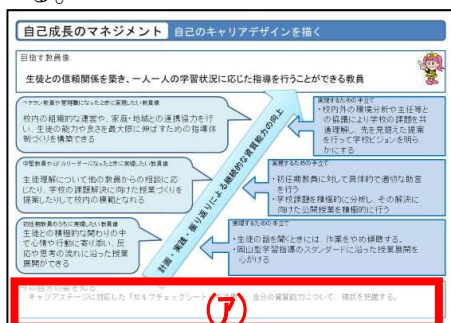 自己成長のマネジメント 自己のキャリアデザインを描く
目指す教員像
生徒との信頼関係を築き、一人一人の学習状況に応じた指導を行うことができる教員
ベテラン教員や管理職になったときに実現したい教員像
校内の組織的な運営や、家庭・地域との連携協力を行
い、生徒の能力や良さを最大限に伸ばすための指導体
制づくりを構築できる
実現するための手立て
・校内外の環境分析や主任等と
の協議により学校の課題を共
通理解し、先を見据えた提案
を行って学校ビジョンを明ら
かにする
中堅教員やミドルリーダーになったときに実現したい教員像
生徒理解について他の教員からの相談に応
じたり、学校の課題解決に向けた授業づくりを
提案したりして校内の模範となれる
実現するための手立て
・初任期教員に対して具体的で適切な助言
を行う
・学校課題を積極的に分析し、その解決に
向けた公開授業を積極的に行う
初任期教員のうちに実現したい教員像
生徒との積極的な関わりの中
で心情や行動に寄り添い、反
応や思考の流れに沿った授業
展開ができる
実現するための手立て
・生徒の話を聞くときには、作業をやめ傾聴する。
・岡山型学習指導のスタンダードに沿った授業展開を
心がける
計画・実践・振り返りによる継続的な資質能力の向上
今の自分の姿を知る
キャリアステージに対応した「セルフチェックシート
自分の資質能力について、現状を把握する。
(ア)